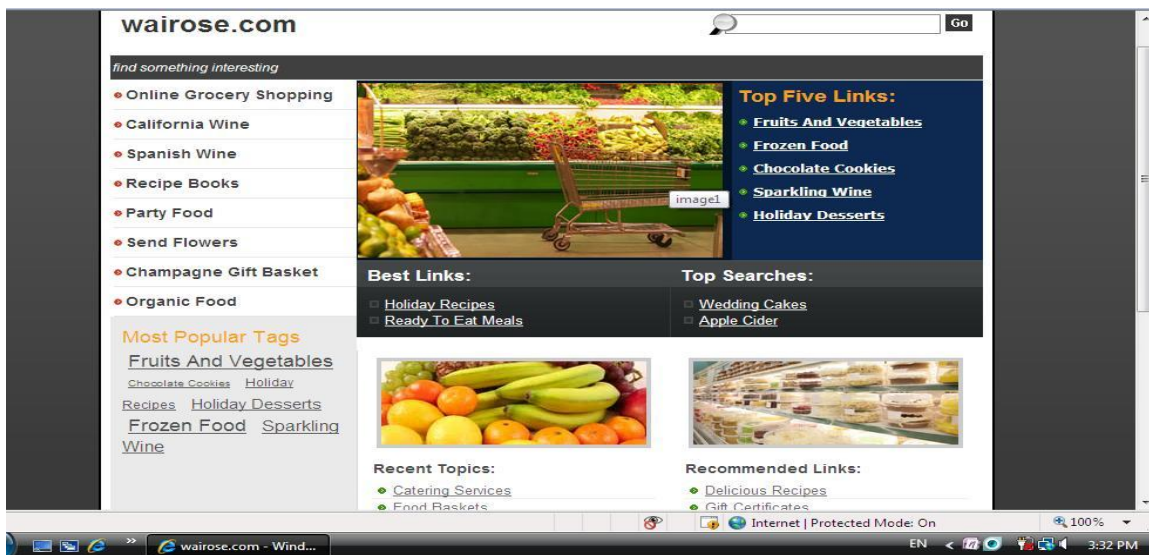 wairose.com
Go
find something interesting
Online Grocery Shopping
California Wine
Spanish Wine
Recipe Books
Party Food
Send Flowers
Champagne Gift Basket
Organic Food
Most Popular Tags
Fruits And Vegetables
Chocolate Cookies Holiday
Recipes Holiday Desserts
Frozen Food Sparkling
Wine
image1
Top Five Links:
Fruits And Vegetables
Frozen Food
Chocolate Cookies
Sparkling Wine
Holiday Desserts
Best Links:
Holiday Recipes
Ready To Eat Meals
Top Searches:
Wedding Cakes
Apple Cider
Recent Topics:
Catering Services
Food Baskets
Recommended Links:
Delicious Recipes
Gift Certificates
Internet | Protected Mode: On
100%
wairose.com - Wind...
EN
3:32 PM